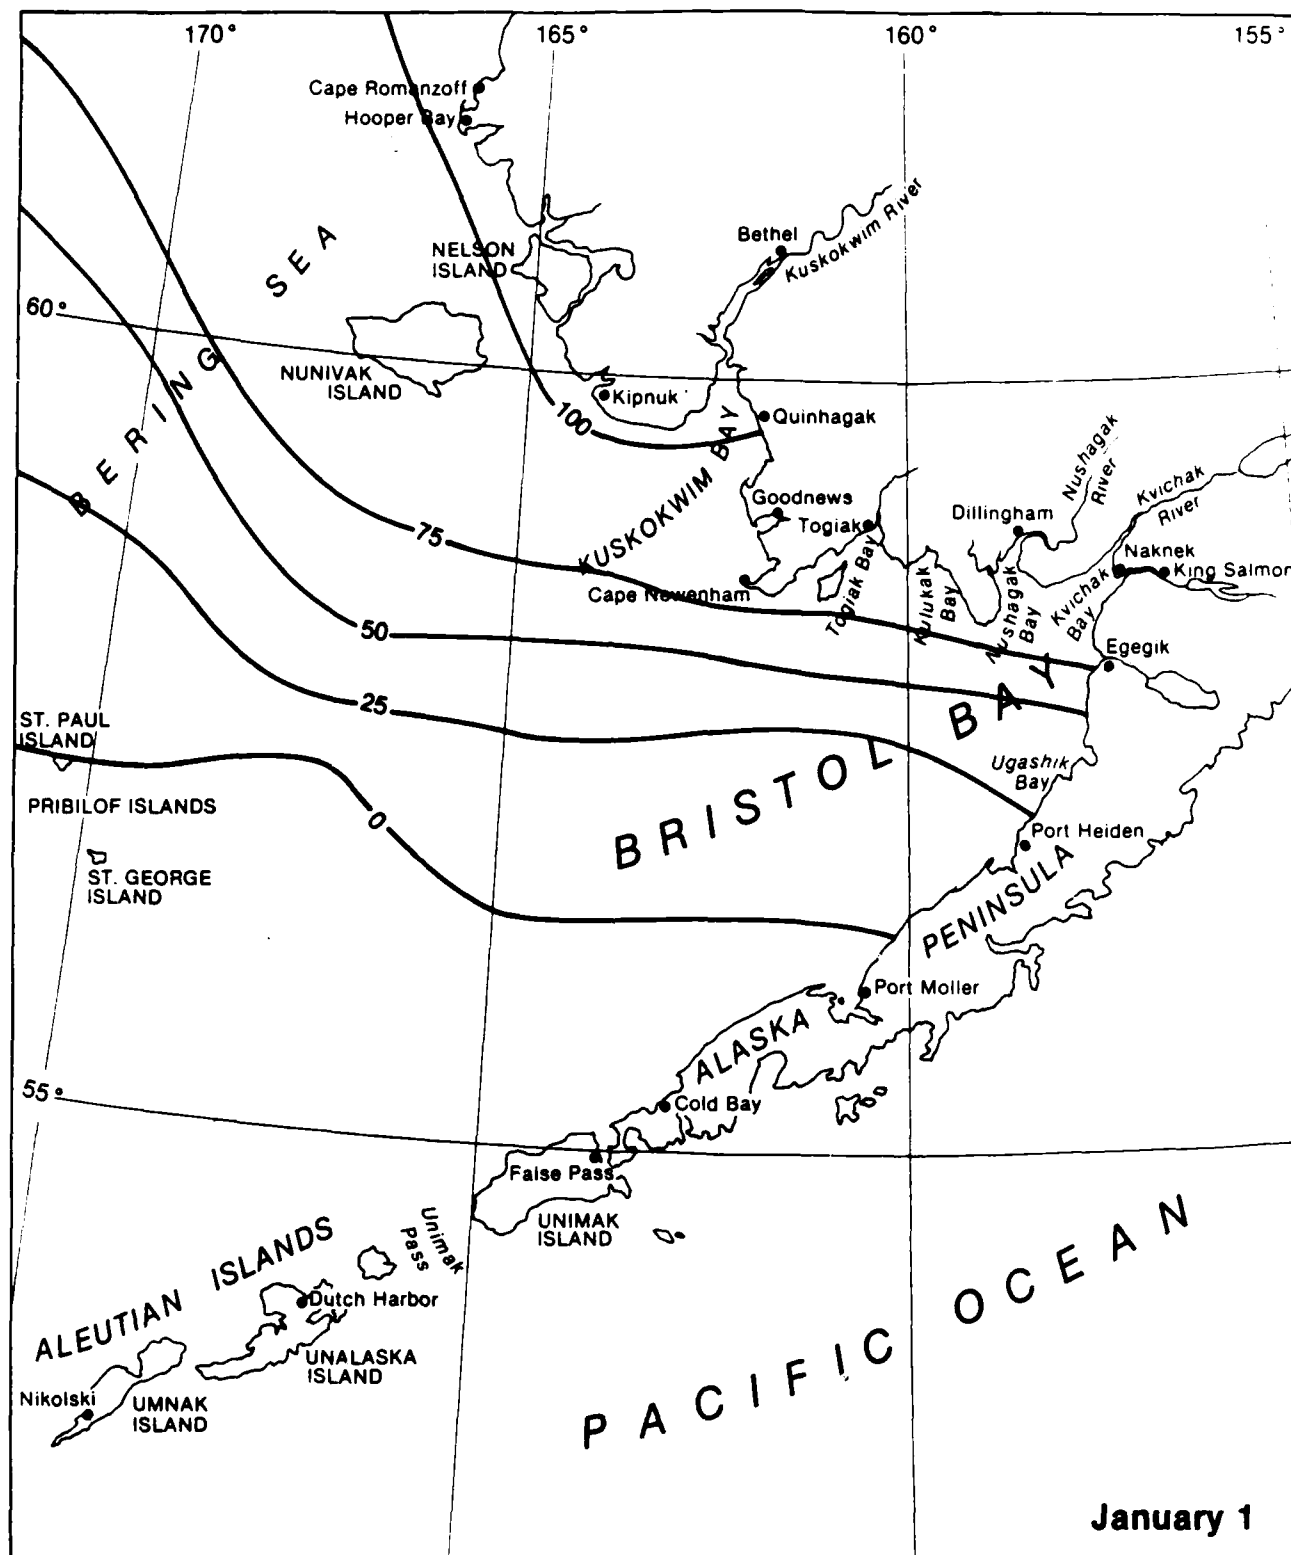 170° 165° 160° 155°
Cape Romanzoff
Hooper Bay
BERING SEA
NELSON
ISLAND
Bethel
Kuskokwim River
60°
NUNIVAK
ISLAND
Kipnuk
100
Quinhagak
KUSKOKWIM BAY
Goodnews
Togiak
Togiak Bay
Kulukak
Bay
Dillingham
Nushagak
River
Nushagak
Bay
Kvichak
River
Naknek
King Salmon
Kvichak
Bay
75
Cape Newenham
Egegik
50
25
ST. PAUL
ISLAND
PRIBILOF ISLANDS
ST. GEORGE
ISLAND
0
BRISTOL BAY
Ugashik
Bay
Port Heiden
ALASKA PENINSULA
Port Moller
55°
Cold Bay
False Pass
UNIMAK
ISLAND
Unimak
Pass
ALEUTIAN ISLANDS
Dutch Harbor
UNALASKA
ISLAND
Nikolski
UMNAK
ISLAND
PACIFIC OCEAN
January 1